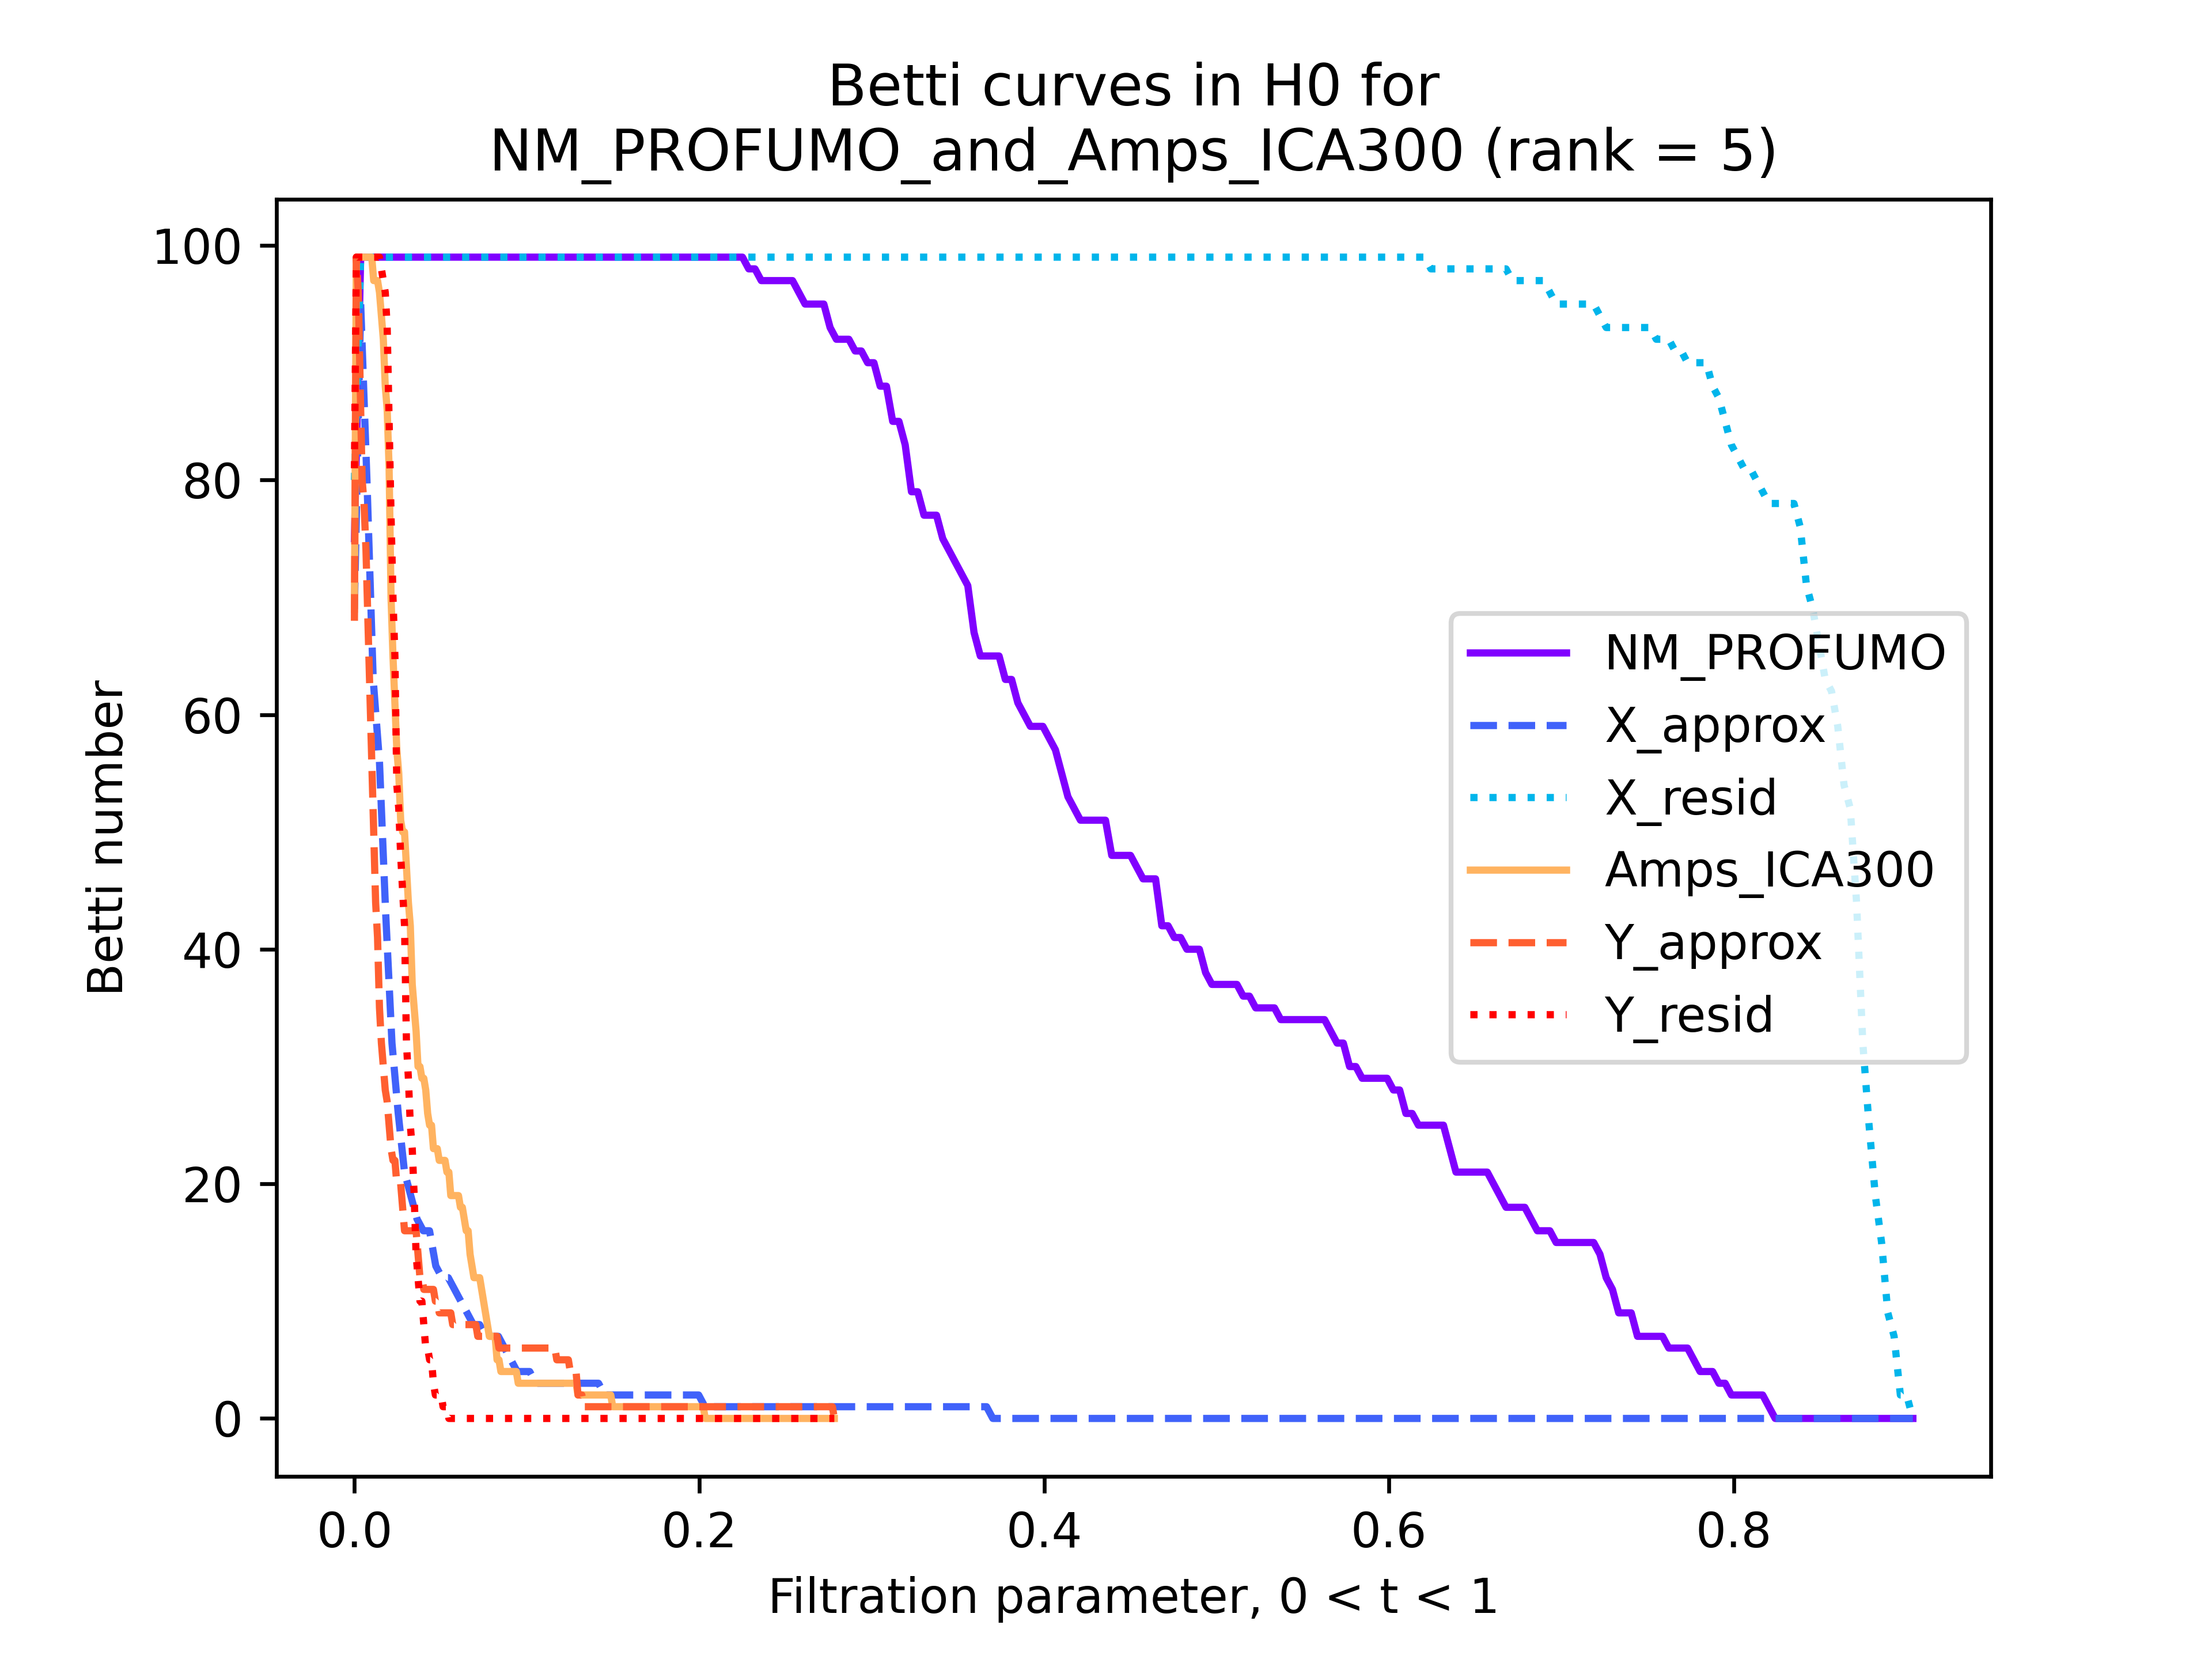 Betti curves in H0 for
NM_PROFUMO_and_Amps_ICA300 (rank = 5)
100
80
60
40
20
0
Betti number
NM_PROFUMO
X_approx
X_resid
Amps_ICA300
Y_approx
Y_resid
0.0 0.2 0.4 0.6 0.8
Filtration parameter, 0 < t < 1